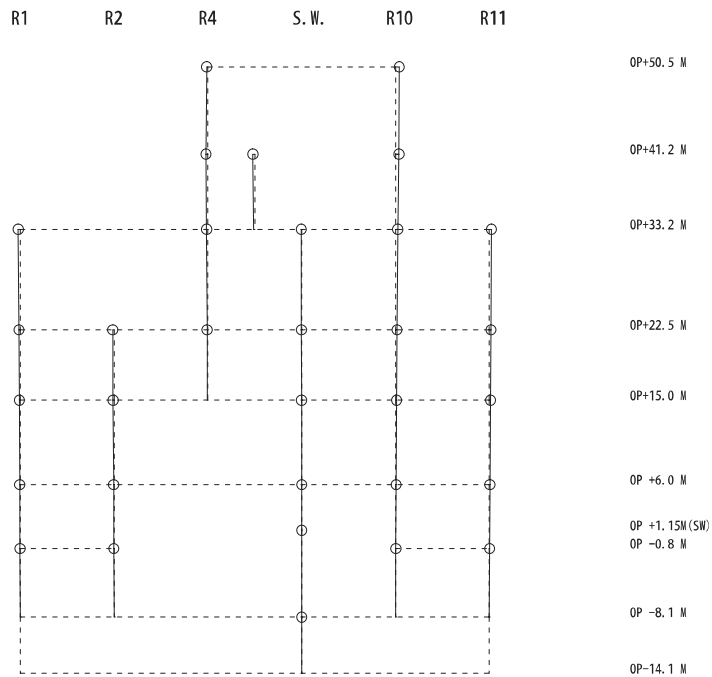 R1 R2 R4 S.W. R10 R11
OP+50.5 M
OP+41.2 M
OP+33.2 M
OP+22.5 M
OP+15.0 M
OP +6.0 M
OP +1.15M(SW)
OP -0.8 M
OP -8.1 M
OP-14.1 M